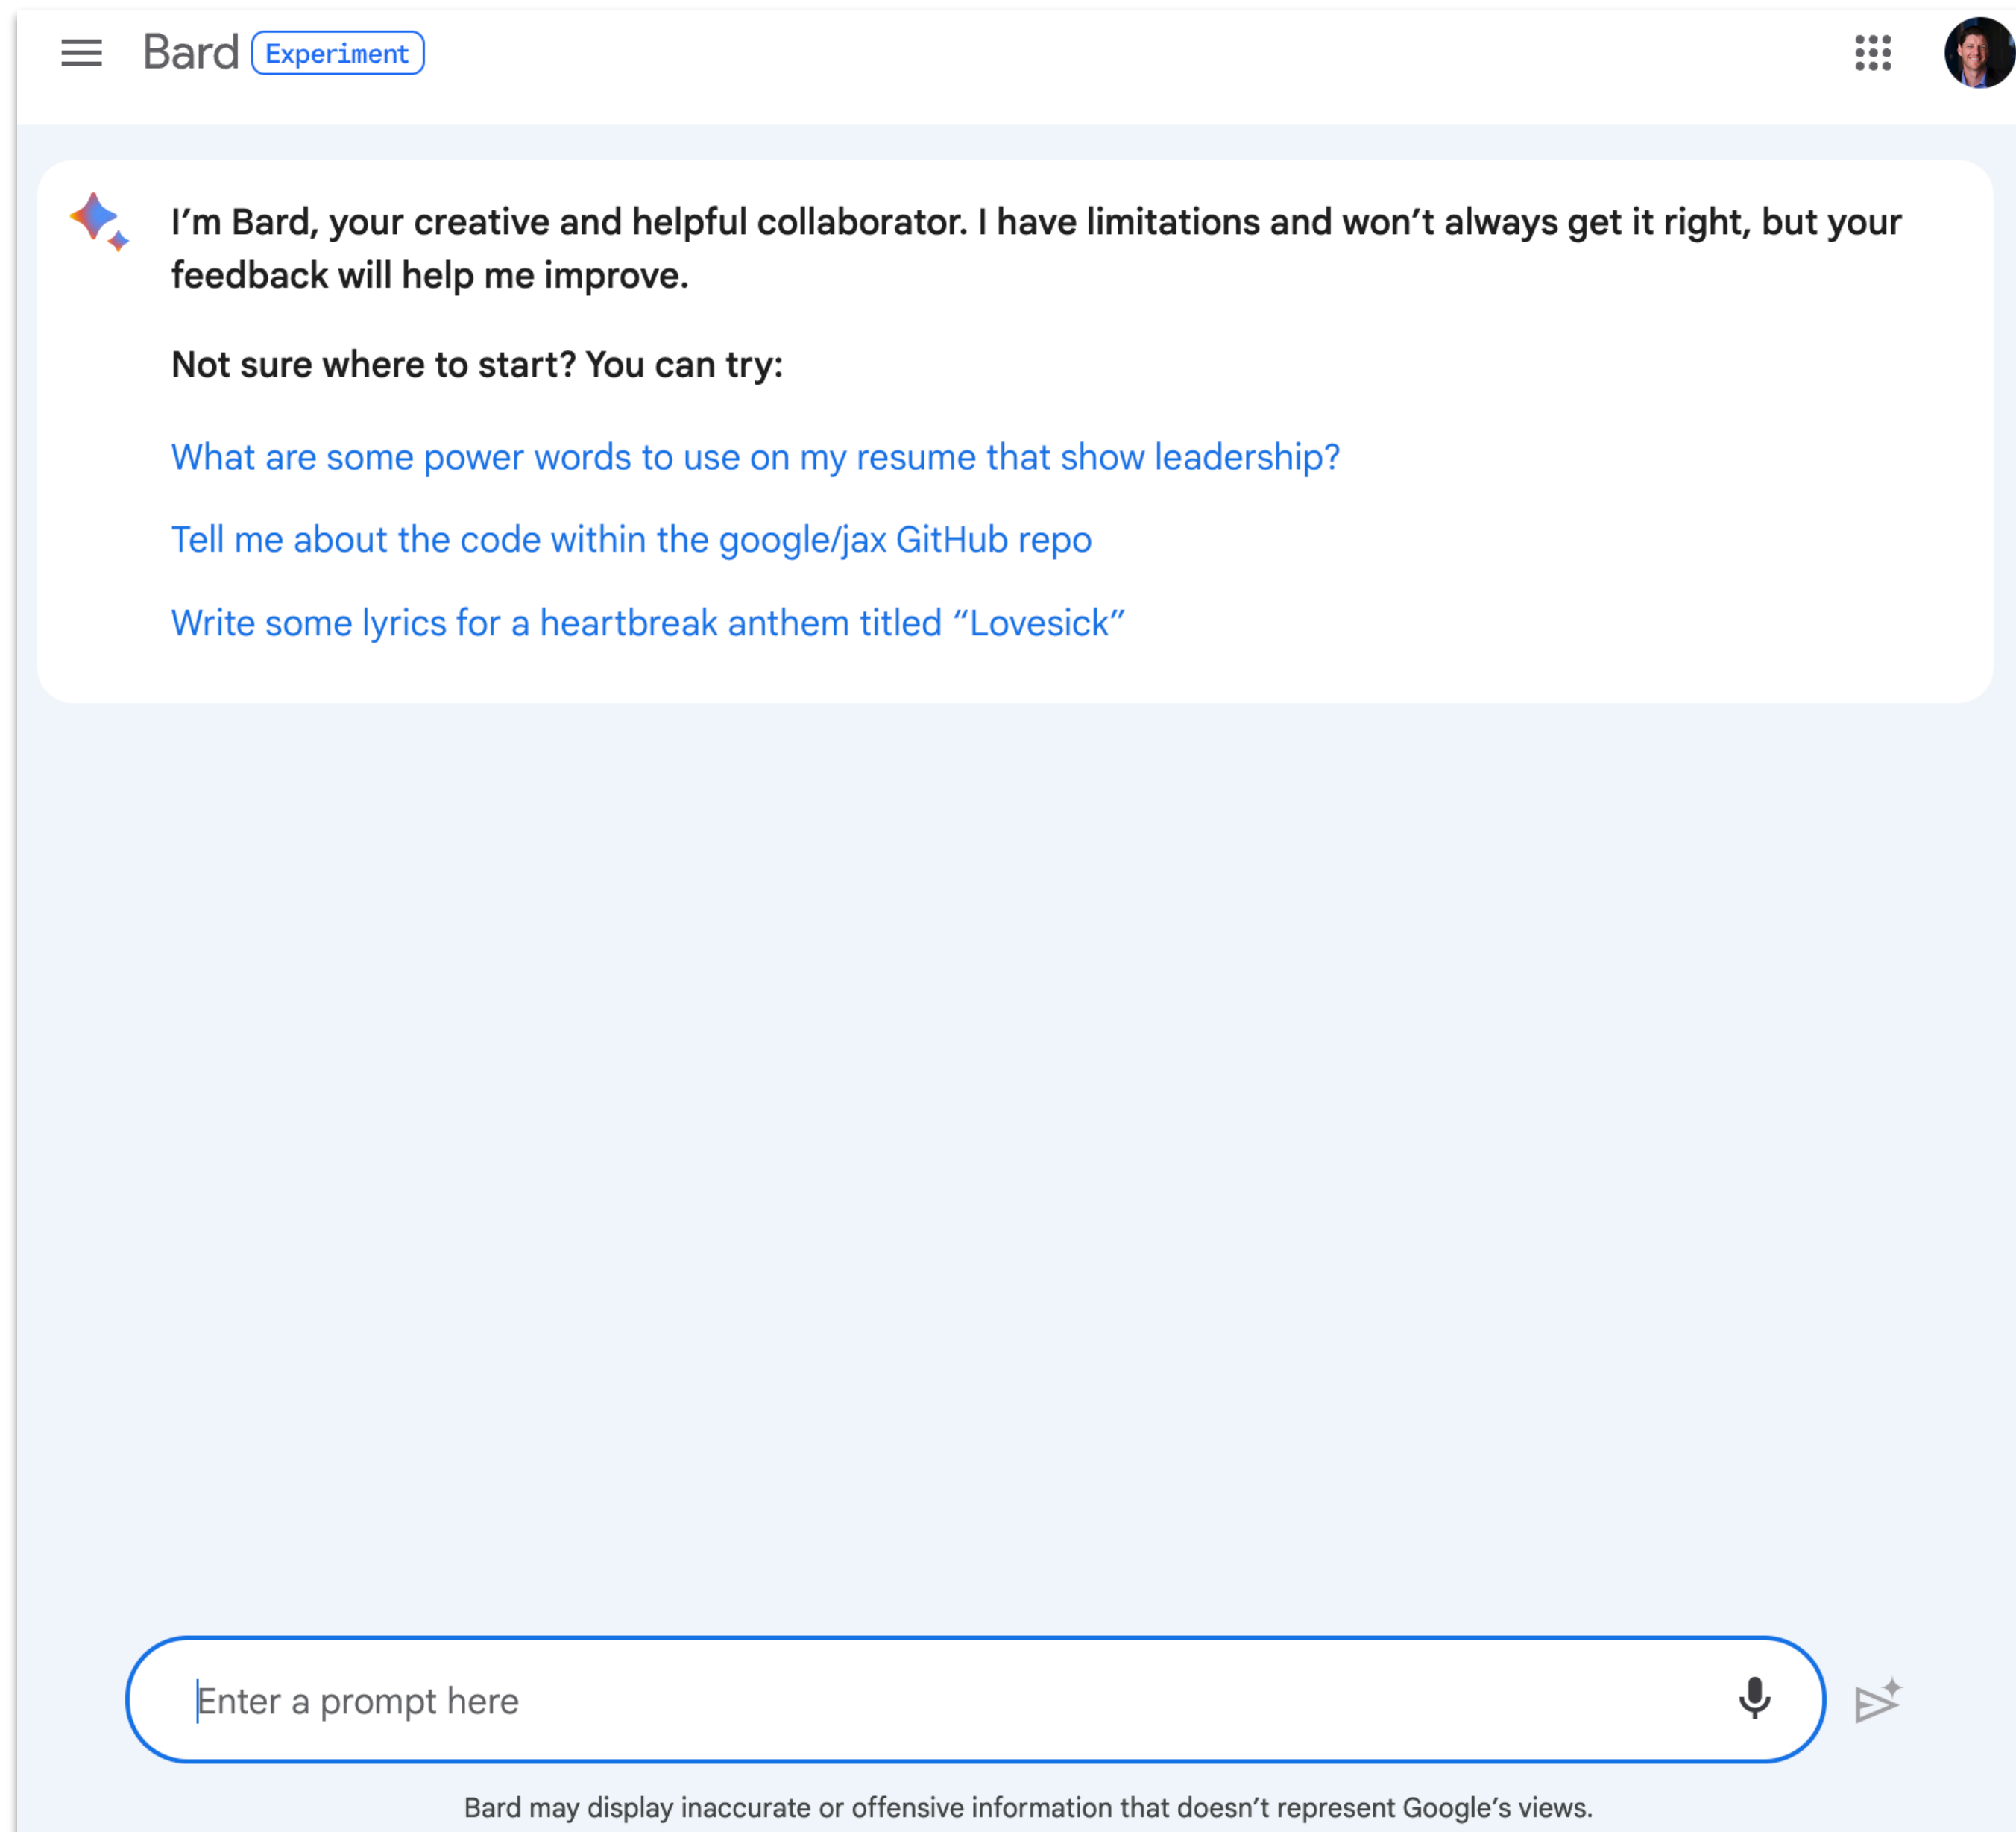 Bard Experiment
I’m Bard, your creative and helpful collaborator. I have limitations and won’t always get it right, but your
feedback will help me improve.
Not sure where to start? You can try:
What are some power words to use on my resume that show leadership?
Tell me about the code within the google/jax GitHub repo
Write some lyrics for a heartbreak anthem titled “Lovesick”
Enter a prompt here
Bard may display inaccurate or offensive information that doesn’t represent Google’s views.